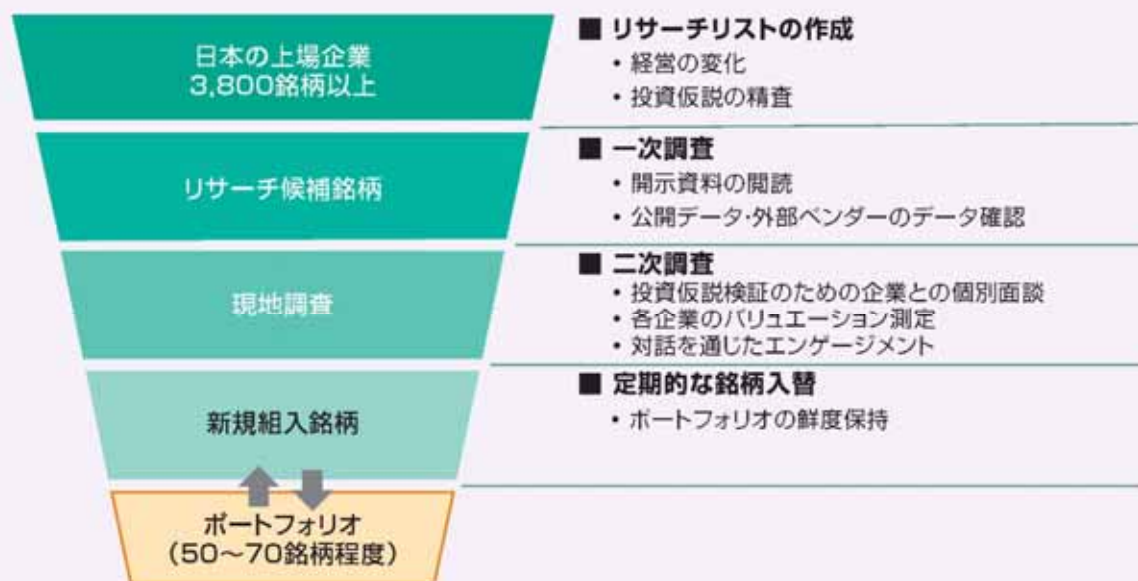 日本の上場企業
3,800銘柄以上
■ リサーチリストの作成
・経営の変化
・投資仮説の精査
リサーチ候補銘柄
■ 一次調査
・開示資料の閲読
・公開データ・外部ベンダーのデータ確認
現地調査
■ 二次調査
・投資仮説検証のための企業との個別面談
・各企業のバリュエーション測定
・対話を通じたエンゲージメント
新規組入銘柄
■ 定期的な銘柄入替
・ポートフォリオの鮮度保持
ポートフォリオ
(50～70銘柄程度)